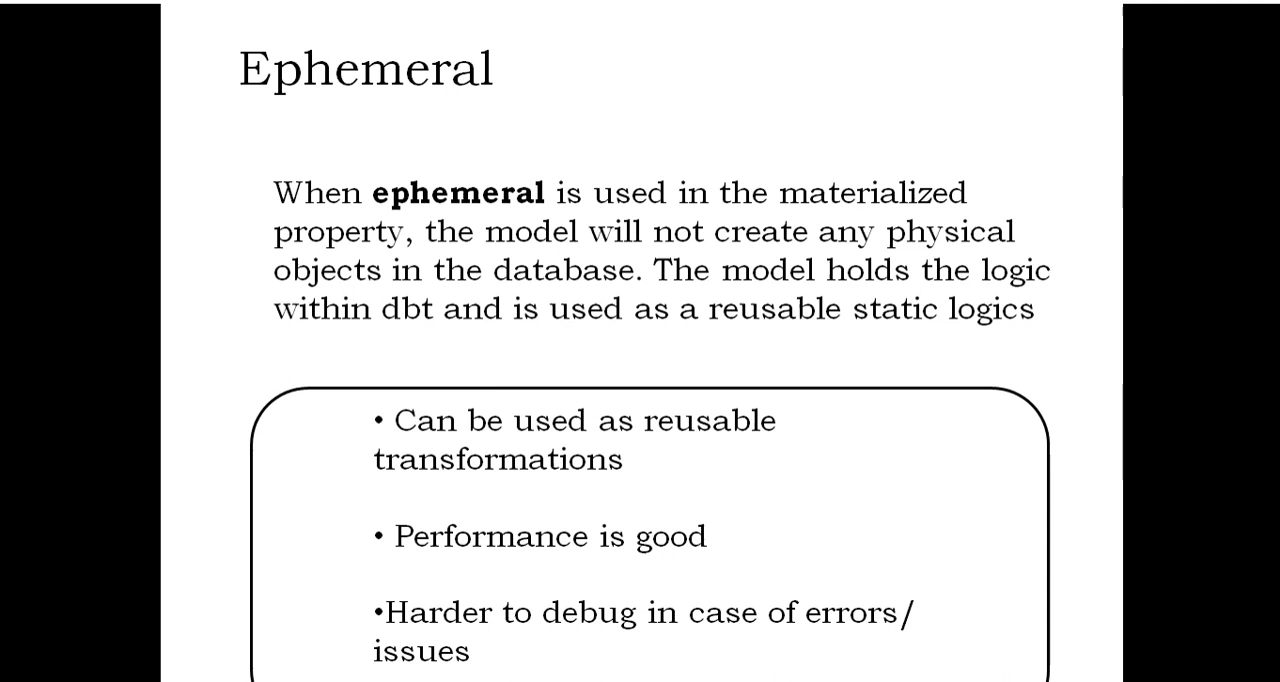 Ephemeral
When ephemeral is used in the materialized
property, the model will not create any physical
objects in the database. The model holds the logic
within dbt and is used as a reusable static logics
• Can be used as reusable
transformations
• Performance is good
•Harder to debug in case of errors/
issues